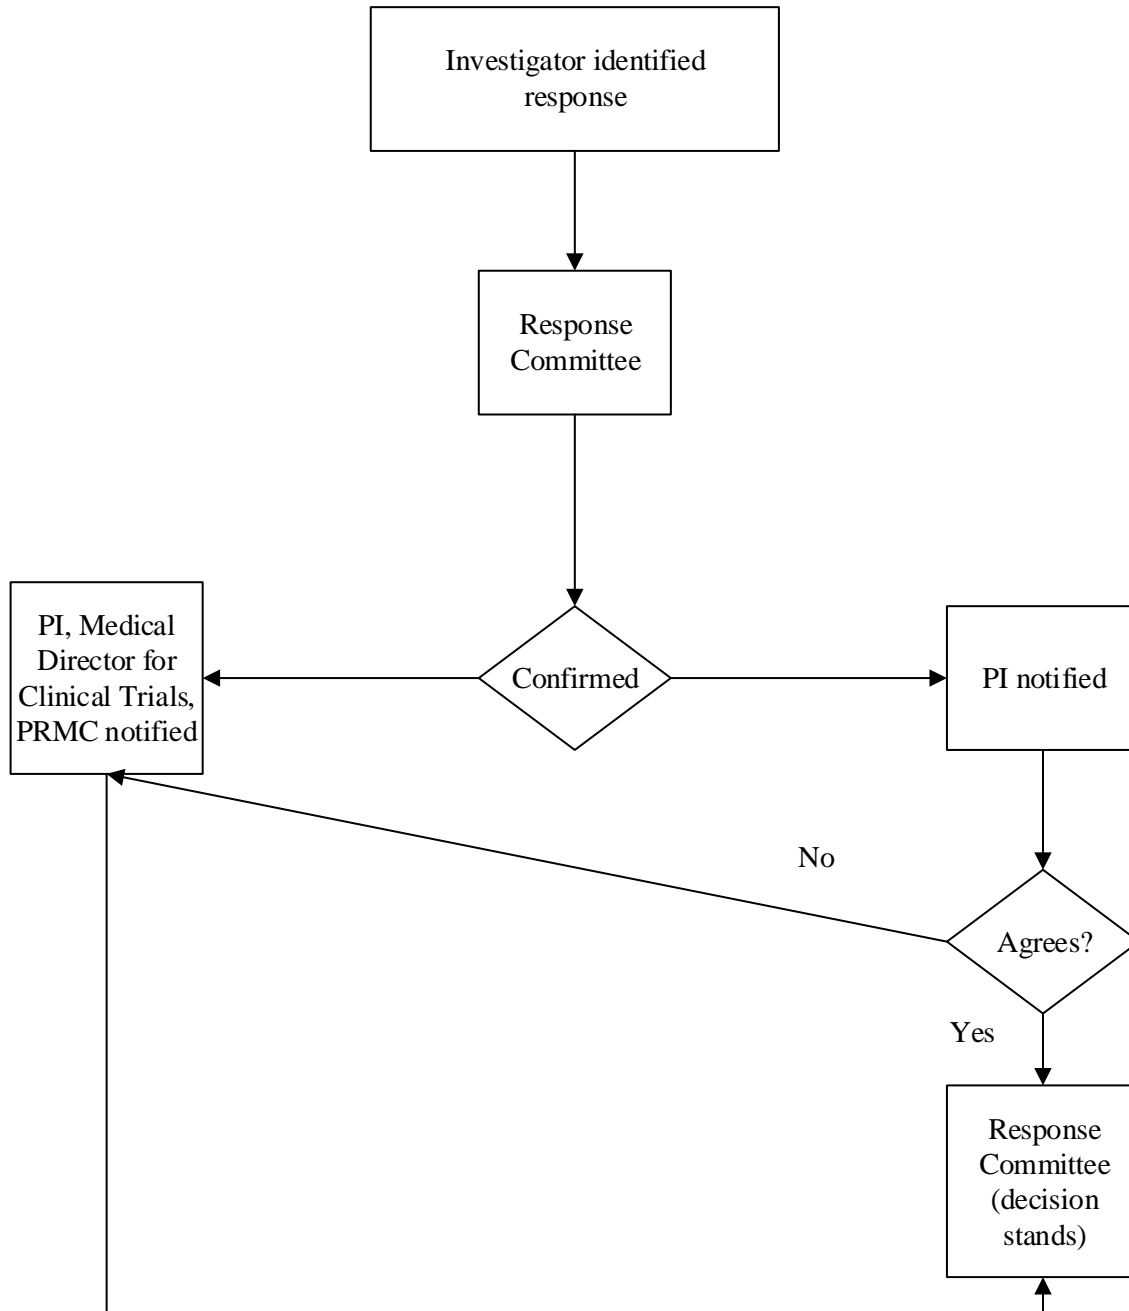 Investigator identified
response
Response
Committee
PI, Medical
Director for
Clinical Trials,
PRMC notified
Confirmed
PI notified
No
Agrees?
Yes
Response
Committee
(decision
stands)